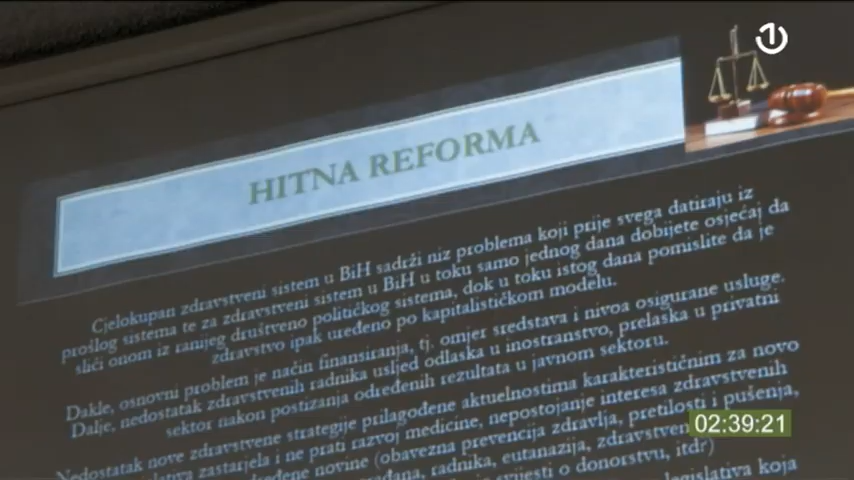 HITNA REFORMA
Cjelokupan zdravstveni sistem u BiH sadrži niz problema koji prije svega datiraju iz
prošlog sistema te za zdravstveni sistem u BiH u toku samo jednog dana dobijete osjećaj da
sliči onom iz ranijeg društveno političkog sistema, dok u toku istog dana pomislite da je
zdravstvo ipak uređeno po kapitalističkom modelu.
Dakle, osnovni problem je način finansiranja, tj. omjer sredstava i nivoa osigurane usluge.
Dalje, nedostatak zdravstvenih radnika usljed odlaska u inostranstvo, prelaska u privatni
sektor nakon postizanja određenih rezultata u javnom sektoru.
Nedostatak nove zdravstvene strategije prilagođene aktuelnostima karakterističnim za novo
zastarjela i ne prati razvoj medicine, nepostojanje interesa zdravstvenih
novine (obavezna prevencija zdravlja, pretilosti i pušenja,
radnika, eutanazija,
svijesti o donorstvu, itdr)
legislativa koja
02:39:21